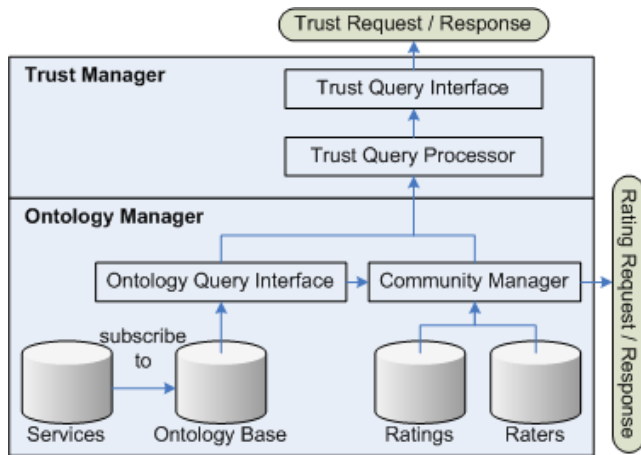 Trust Request / Response
Trust Manager
Trust Query Interface
Trust Query Processor
Ontology Manager
Rating Request / Response
Ontology Query Interface
Community Manager
subscribe
to
Services
Ontology Base
Ratings
Raters